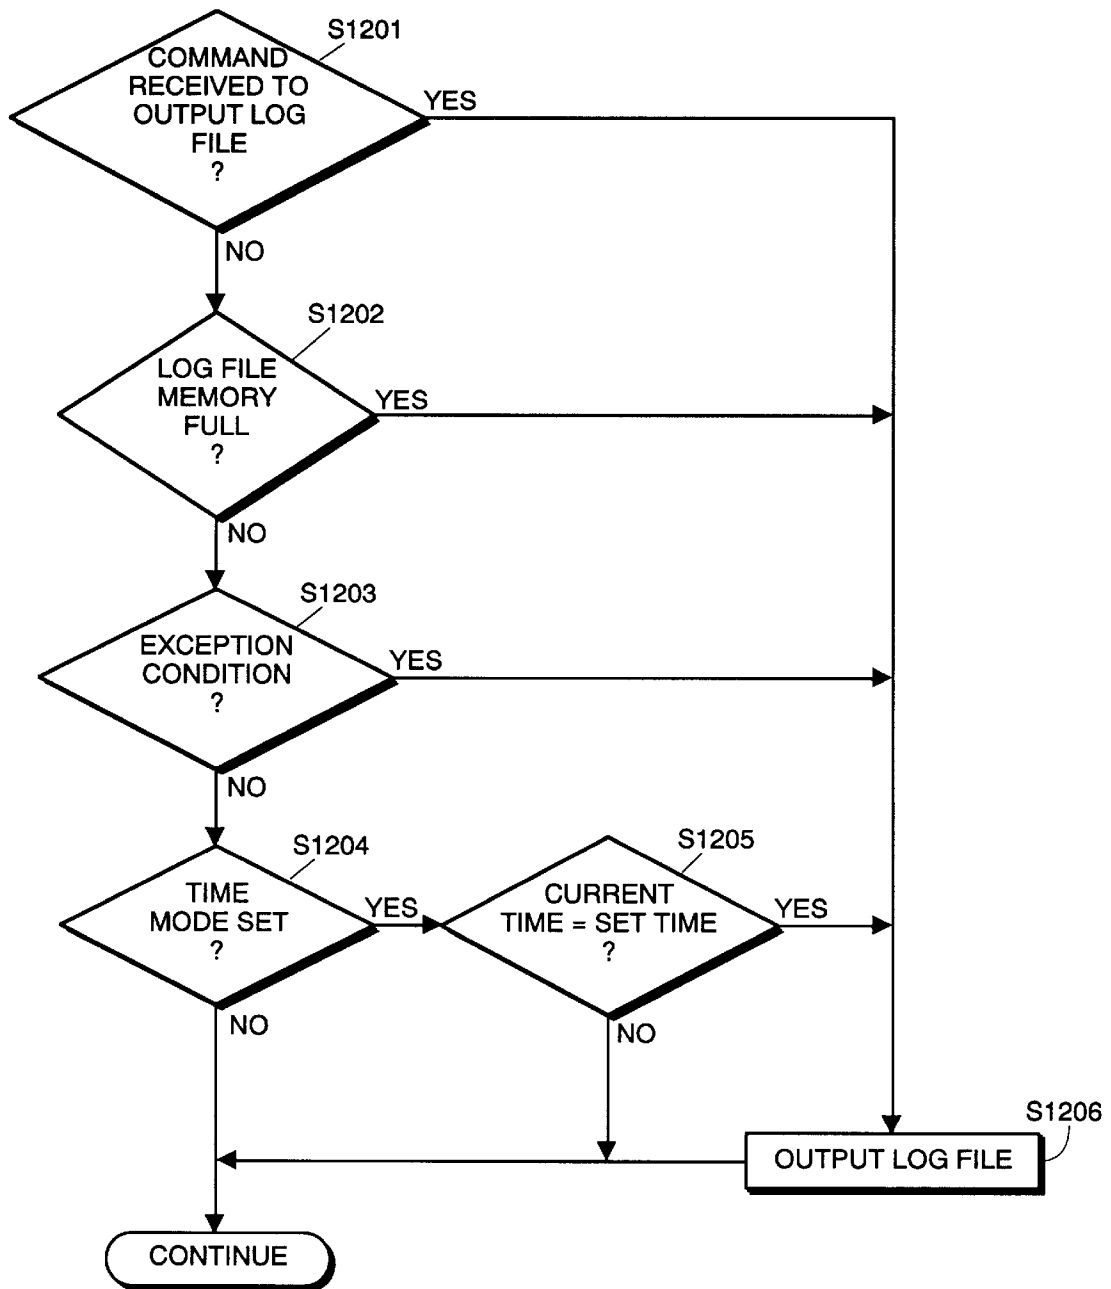 S1201
COMMAND
RECEIVED TO
OUTPUT LOG
FILE
?
YES
NO
S1202
LOG FILE
MEMORY
FULL
?
YES
NO
S1203
EXCEPTION
CONDITION
?
YES
NO
S1204
TIME
MODE SET
?
YES
NO
S1205
CURRENT
TIME = SET TIME
?
YES
NO
S1206
OUTPUT LOG FILE
CONTINUE